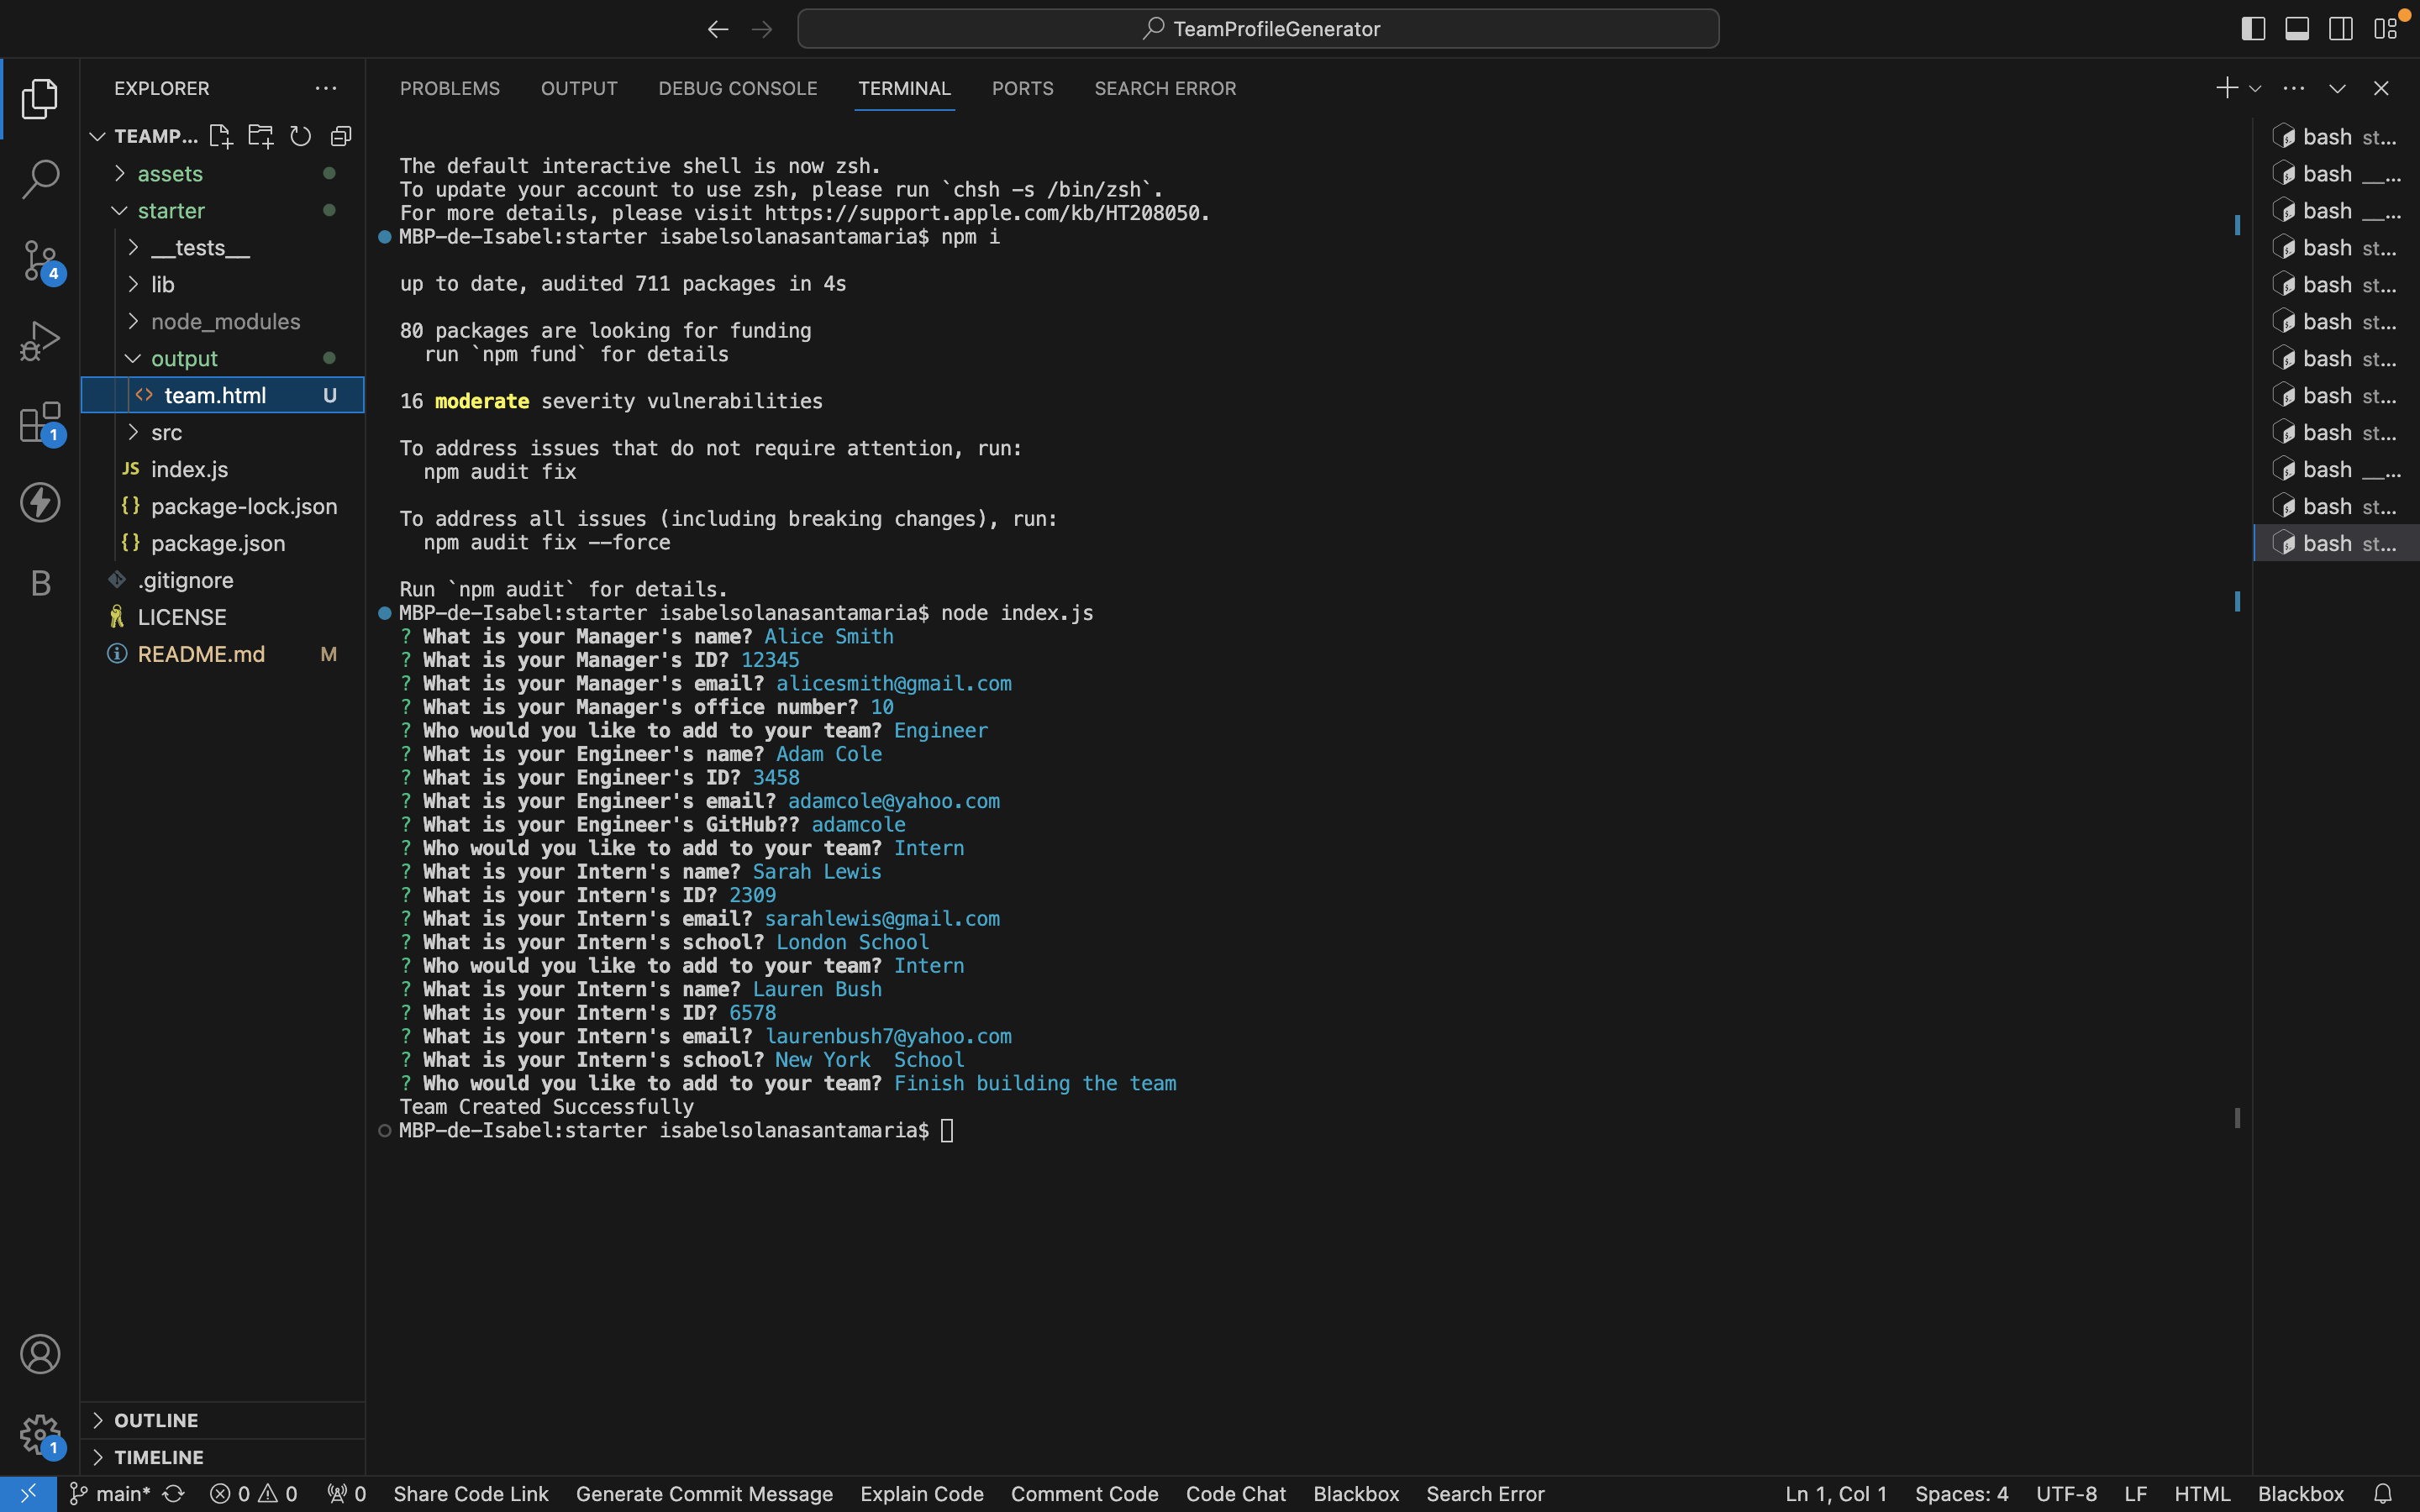 TeamProfileGenerator
EXPLORER
TEAMP...
assets
starter
__tests__
lib
node_modules
output
team.html U
src
JS index.js
{} package-lock.json
{} package.json
.gitignore
LICENSE
README.md M
OUTLINE
TIMELINE
4
1
B
1
PROBLEMS OUTPUT DEBUG CONSOLE TERMINAL PORTS SEARCH ERROR
The default interactive shell is now zsh.
To update your account to use zsh, please run `chsh -s /bin/zsh`.
For more details, please visit https://support.apple.com/kb/HT208050.
MBP-de-Isabel:starter isabelsolanasantamaria$ npm i
up to date, audited 711 packages in 4s
80 packages are looking for funding
run `npm fund` for details
16 moderate severity vulnerabilities
To address issues that do not require attention, run:
npm audit fix
To address all issues (including breaking changes), run:
npm audit fix --force
Run `npm audit` for details.
MBP-de-Isabel:starter isabelsolanasantamaria$ node index.js
? What is your Manager's name? Alice Smith
? What is your Manager's ID? 12345
? What is your Manager's email? alicesmith@gmail.com
? What is your Manager's office number? 10
? Who would you like to add to your team? Engineer
? What is your Engineer's name? Adam Cole
? What is your Engineer's ID? 3458
? What is your Engineer's email? adamcole@yahoo.com
? What is your Engineer's GitHub?? adamcole
? Who would you like to add to your team? Intern
? What is your Intern's name? Sarah Lewis
? What is your Intern's ID? 2309
? What is your Intern's email? sarahlewis@gmail.com
? What is your Intern's school? London School
? Who would you like to add to your team? Intern
? What is your Intern's name? Lauren Bush
? What is your Intern's ID? 6578
? What is your Intern's email? laurenbush7@yahoo.com
? What is your Intern's school? New York  School
? Who would you like to add to your team? Finish building the team
Team Created Successfully
MBP-de-Isabel:starter isabelsolanasantamaria$
bash st...
bash __...
bash __...
bash st...
bash st...
bash st...
bash st...
bash st...
bash st...
bash __...
bash st...
bash st...
main* 0 0 0 Share Code Link Generate Commit Message Explain Code Comment Code Code Chat Blackbox Search Error Ln 1, Col 1 Spaces: 4 UTF-8 LF HTML Blackbox